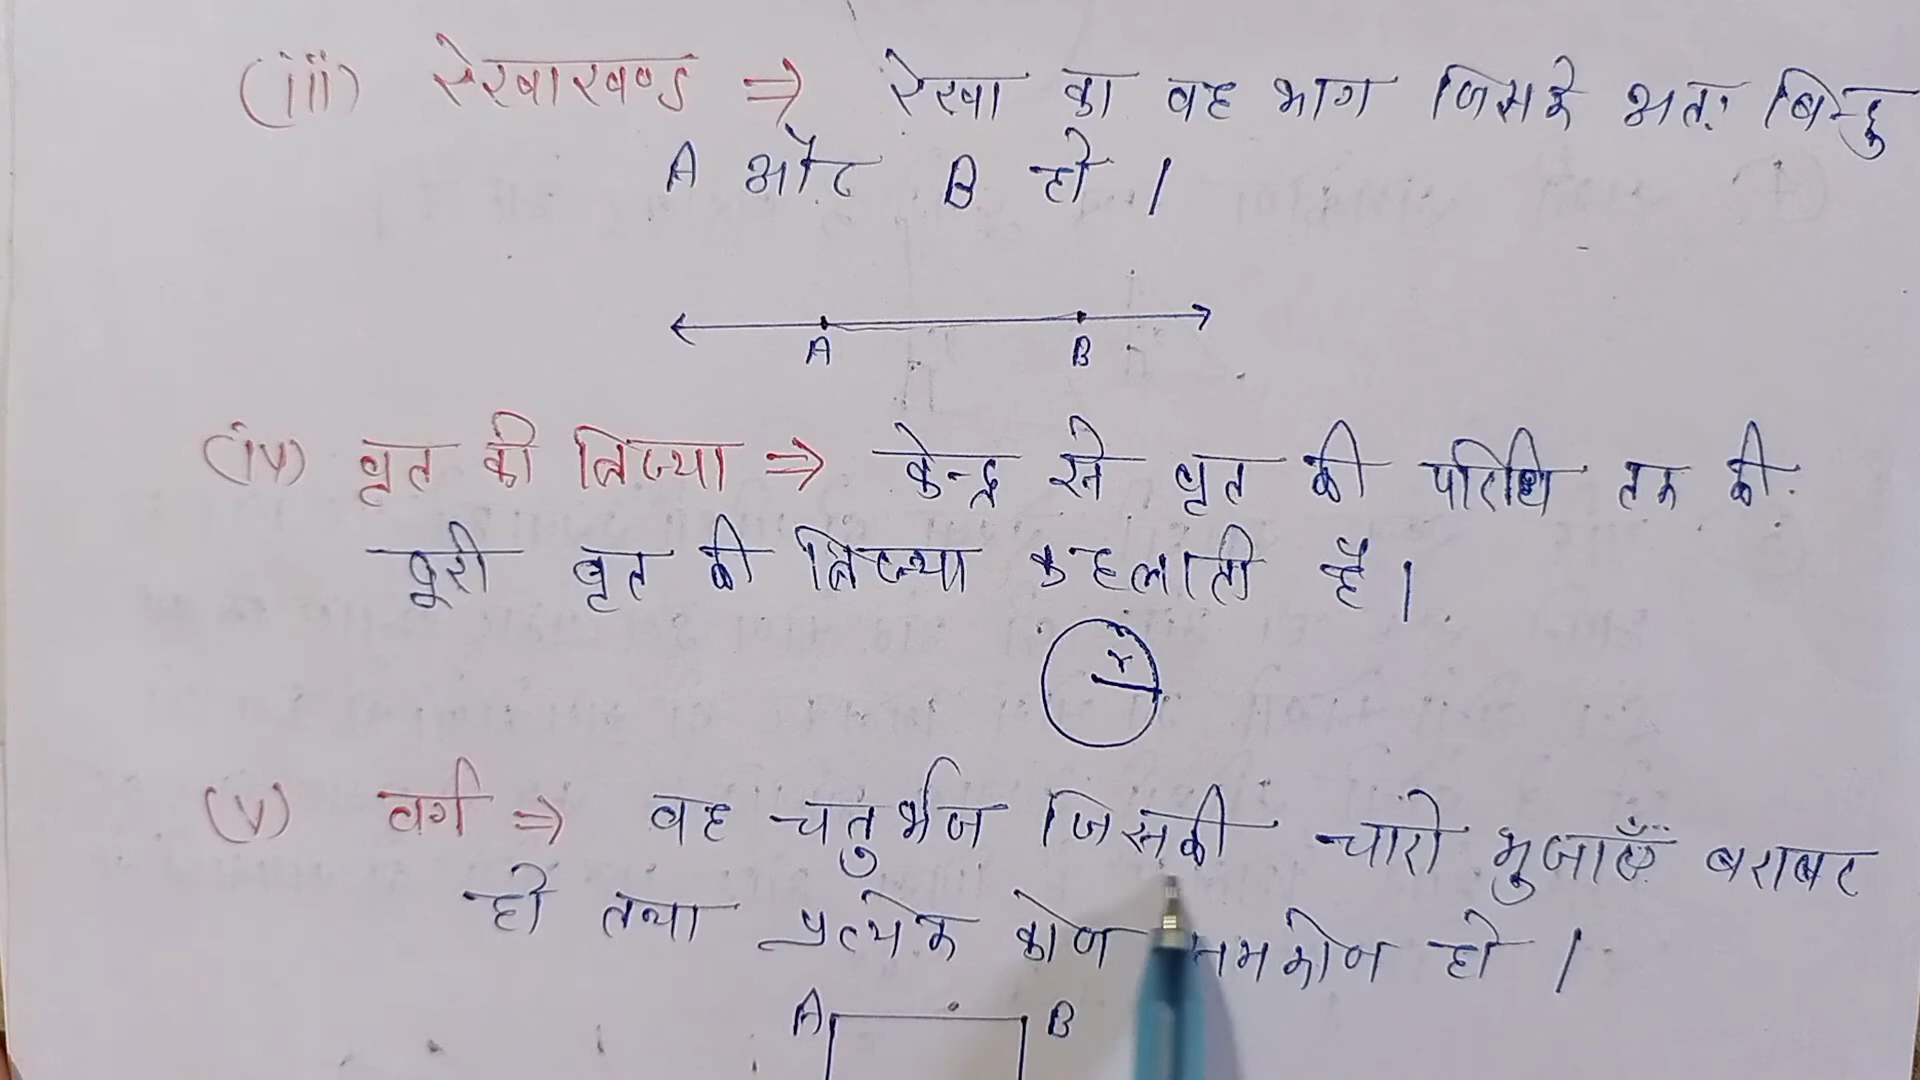 (iii) रेखाखण्ड ⇒ रेखा का वह भाग जिसके अंतः बिन्दु
A और B हो।
A B
(iv) वृत की त्रिज्या ⇒ केन्द्र से वृत की परिधि तक की
दूरी वृत की त्रिज्या कहलाती है।
r
(v) वर्ग ⇒ वह चतुर्भुज जिसकी चारो भुजाएँ बराबर
हो तथा प्रत्येक कोण समकोण हो।
A B